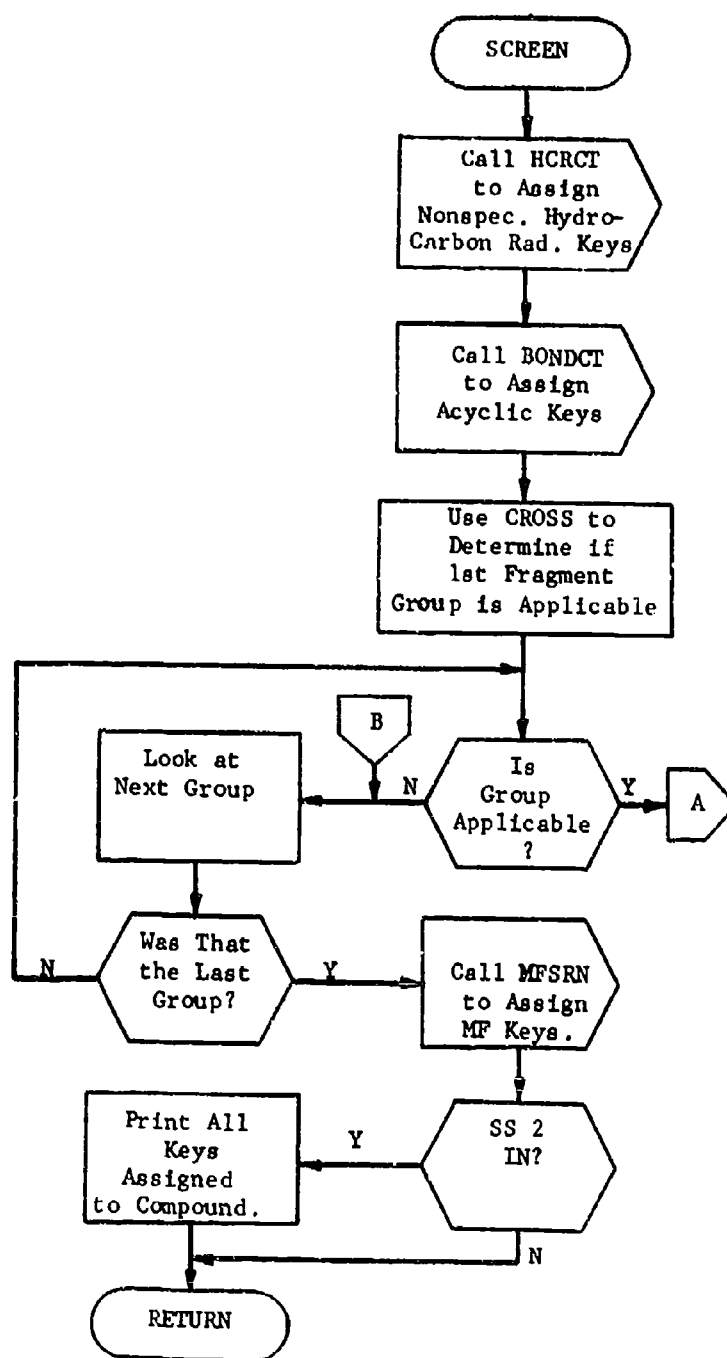 SCREEN
Call HCRCT
to Assign
Nonspec. Hydro-
Carbon Rad. Keys
Call BONDCT
to Assign
Acyclic Keys
Use CROSS to
Determine if
1st Fragment
Group is Applicable
B
Look at
Next Group
N
Is
Group
Applicable
?
Y
A
N
Was That
the Last
Group?
Y
Call MFSRN
to Assign
MF Keys.
Print All
Keys
Assigned
to Compound.
Y
SS 2
IN?
N
RETURN